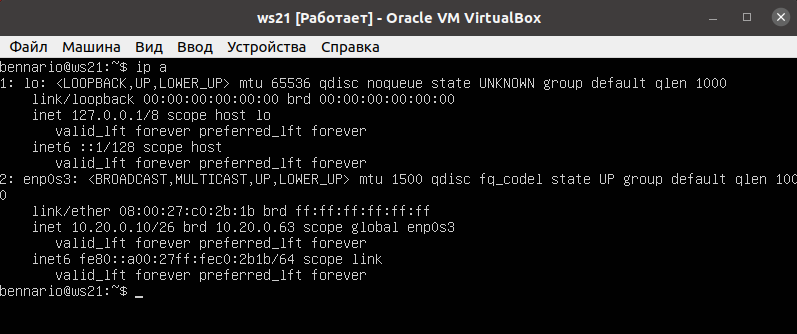 ws21 [Работает] - Oracle VM VirtualBox
Файл Машина Вид Ввод Устройства Справка
bennario@ws21:~$ ip a
1: lo: <LOOPBACK,UP,LOWER_UP> mtu 65536 qdisc noqueue state UNKNOWN group default qlen 1000
    link/loopback 00:00:00:00:00:00 brd 00:00:00:00:00:00
    inet 127.0.0.1/8 scope host lo
       valid_lft forever preferred_lft forever
    inet6 ::1/128 scope host
       valid_lft forever preferred_lft forever
2: enp0s3: <BROADCAST,MULTICAST,UP,LOWER_UP> mtu 1500 qdisc fq_codel state UP group default qlen 100
0
    link/ether 08:00:27:c0:2b:1b brd ff:ff:ff:ff:ff:ff
    inet 10.20.0.10/26 brd 10.20.0.63 scope global enp0s3
       valid_lft forever preferred_lft forever
    inet6 fe80::a00:27ff:fec0:2b1b/64 scope link
       valid_lft forever preferred_lft forever
bennario@ws21:~$ _